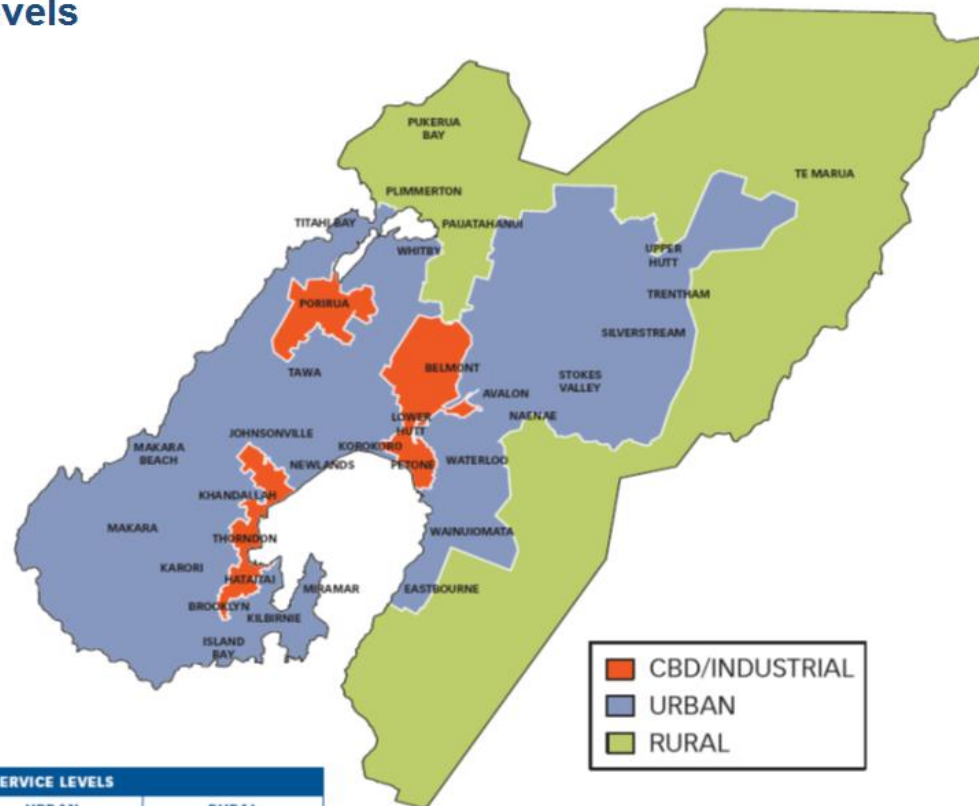 vels
PUKERUA
BAY
TE MARUA
PLIMMERTON
TITAHI BAY
PAUATAHANUI
WHITBY
UPPER
HUTT
TRENTHAM
PORIRUA
SILVERSTREAM
BELMONT
TAWA
STOKES
VALLEY
AVALON
LOWER
HUTT
NAENAE
JOHNSONVILLE
KOROKORO
MAKARA
BEACH
NEWLANDS
PETONE
WATERLOO
KHANDALLAH
MAKARA
THORNDON
WAINUIOMATA
KARORI
HATAITAI
MIRAMAR
EASTBOURNE
BROOKLYN
KILBIRNIE
ISLAND
BAY
CBD/INDUSTRIAL
URBAN
RURAL
ERVICE LEVELS